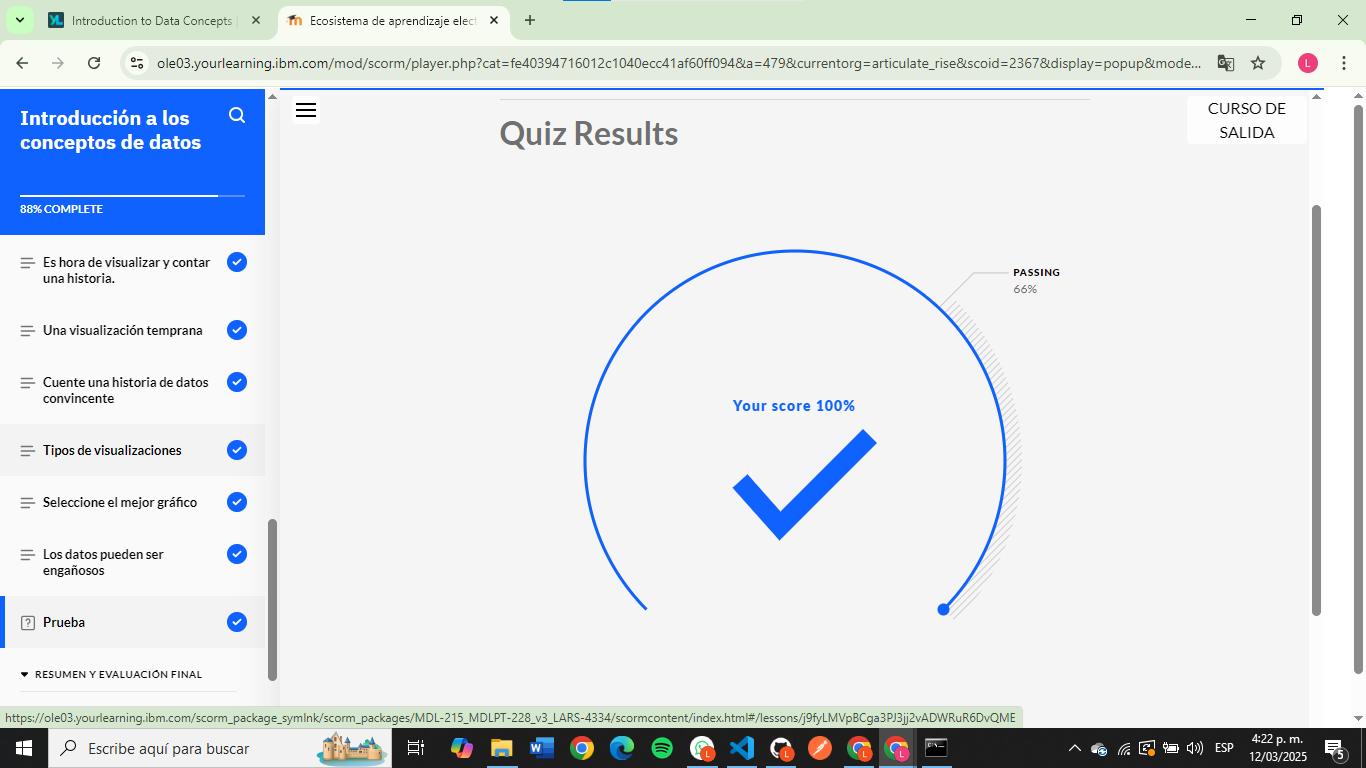 Introduction to Data Concepts
Ecosistema de aprendizaje elect
ole03.yourlearning.ibm.com/mod/scorm/player.php?cat=fe40394716012c1040ecc41af60ff094&a=479&currentorg=articulate_rise&scoid=2367&display=popup&mode...
L
Introducción a los
conceptos de datos
88% COMPLETE
Es hora de visualizar y contar
una historia.
Una visualización temprana
Cuente una historia de datos
convincente
Tipos de visualizaciones
Seleccione el mejor gráfico
Los datos pueden ser
engañosos
Prueba
RESUMEN Y EVALUACIÓN FINAL
CURSO DE
SALIDA
Quiz Results
PASSING
66%
Your score 100%
https://ole03.yourlearning.ibm.com/scorm_package_symlnk/scorm_packages/MDL-215_MDLPT-228_v3_LARS-4334/scormcontent/index.html#/lessons/j9fyLMVpBCga3PJ3jj2vADWRuR6DvQME
Escribe aquí para buscar
ESP
4:22 p. m.
12/03/2025
5